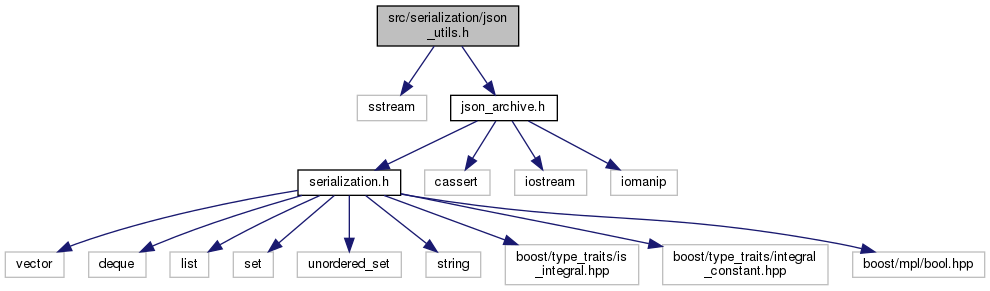 src/serialization/json
_utils.h
sstream
json_archive.h
serialization.h
cassert
iostream
iomanip
vector
deque
list
set
unordered_set
string
boost/type_traits/is
_integral.hpp
boost/type_traits/integral
_constant.hpp
boost/mpl/bool.hpp